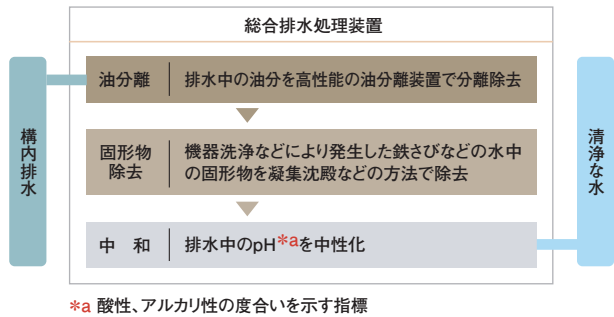 総合排水処理装置
構内排水
油分離
排水中の油分を高性能の油分離装置で分離除去
固形物
除去
機器洗浄などにより発生した鉄さびなどの水中
の固形物を凝集沈殿などの方法で除去
中 和
排水中のpH*aを中性化
清浄な水
*a 酸性、アルカリ性の度合いを示す指標